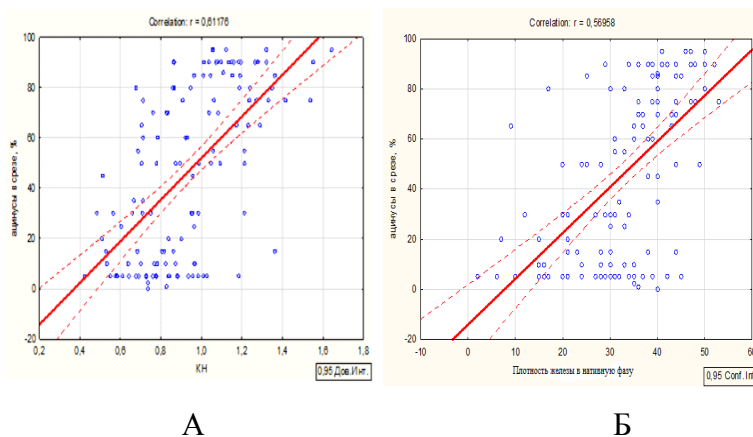 Correlation: r = 0,61176
100
80
60
40
20
0
-20
ацинусы в срезе, %
0,2 0,4 0,6 0,8 1,0 1,2 1,4 1,6 1,8
КН
0,95 Дов.Инт.
А
Correlation: r = 0,56958
100
80
60
40
20
0
-20
ацинусы в срезе, %
-10 0 10 20 30 40 50 60
Плотность железы в нативную фазу
0,95 Conf.Int
Б